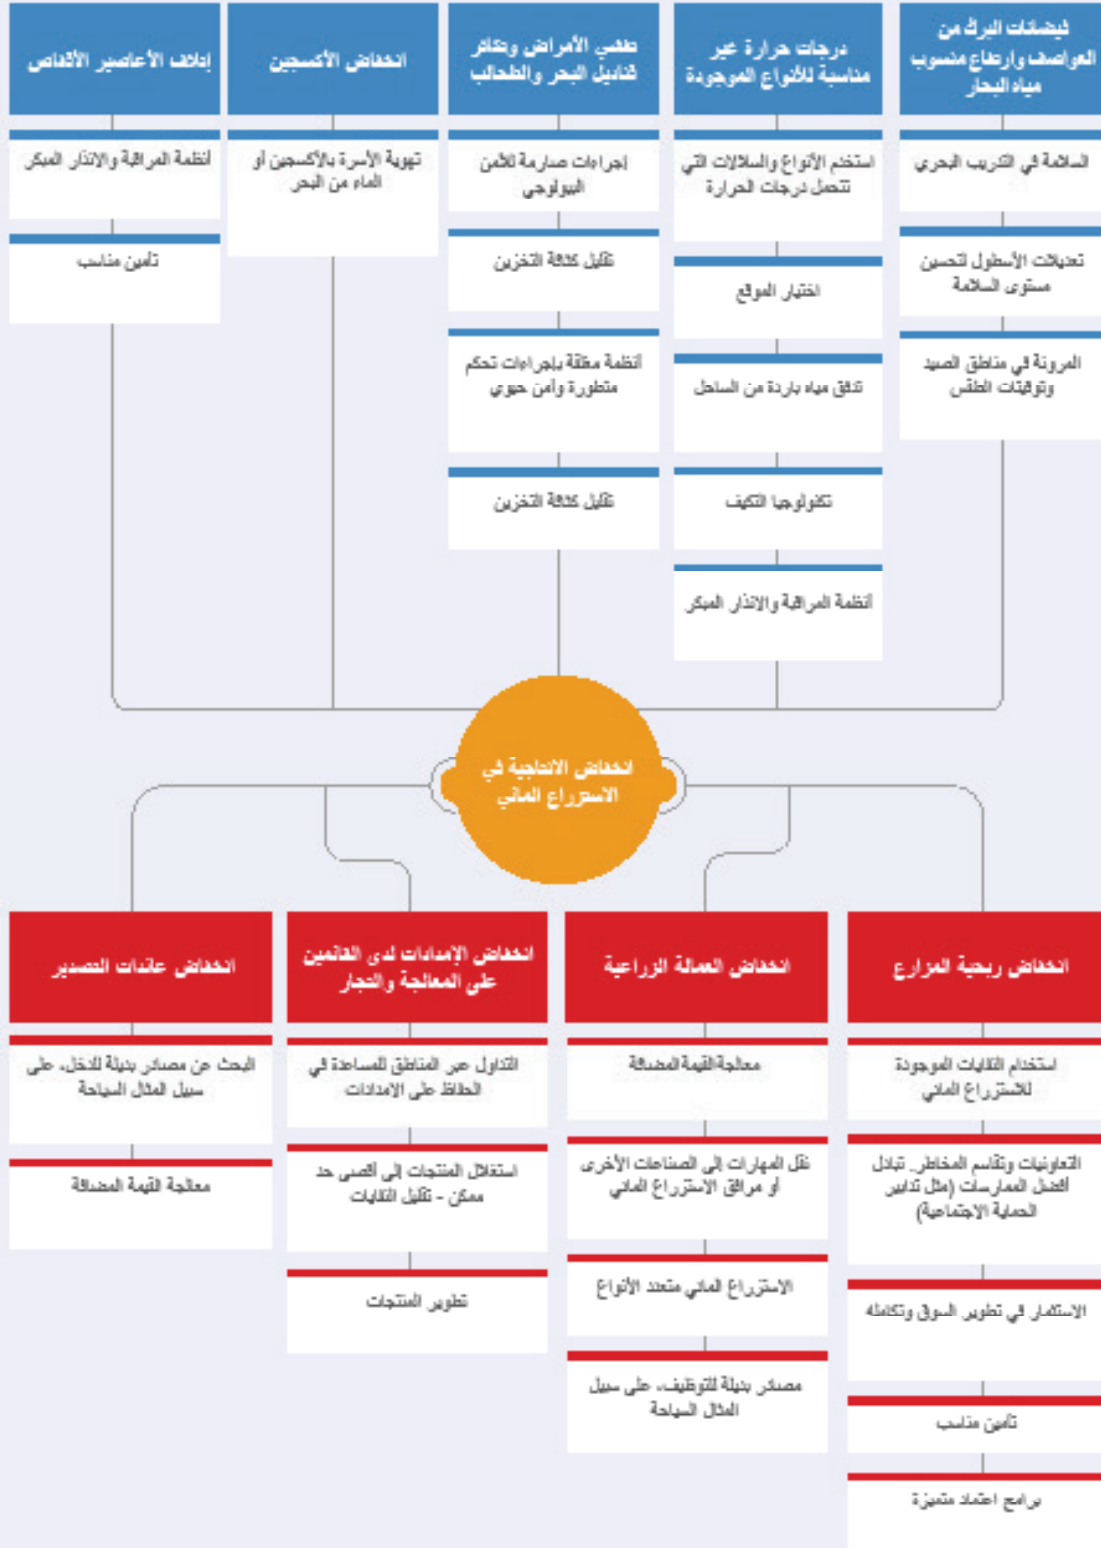 فيضانات البرك من
العواصف وارتفاع منسوب
مياه البحار
السلامة في التدريب البحري
تعديلات الأسطول لتحسين
مستوى السلامة
المرونة في مناطق الصيد
وتوقيتات الطقس
درجات حرارة غير
مناسبة للأنواع الموجودة
استخدم الأنواع والسلالات التي
تتحمل درجات الحرارة
اختيار الموقع
تدفق مياه باردة من الساحل
تكنولوجيا التكيف
أنظمة المراقبة والانذار المبكر
تفشي الأمراض وتكاثر
قناديل البحر والطحالب
إجراءات صارمة للأمن
البيولوجي
تقليل كثافة التخزين
أنظمة مغلقة بإجراءات تحكم
متطورة وأمن حيوي
تقليل كثافة التخزين
انخفاض الأكسجين
تهوية الأسرة بالأكسجين أو
الماء من البحر
إتلاف الأعاصير الأقفاص
أنظمة المراقبة والانذار المبكر
تأمين مناسب
انخفاض الانتاجية في
الاستزراع المائي
انخفاض ربحية المزارع
استخدام النفايات الموجودة
للاستزراع المائي
التعاونيات وتقاسم المخاطر. تبادل
أفضل الممارسات (مثل تدابير
الحماية الاجتماعية)
الاستثمار في تطوير السوق وتكامله
تأمين مناسب
برامج اعتماد متميزة
انخفاض العمالة الزراعية
معالجة القيمة المضافة
نقل المهارات إلى الصناعات الأخرى
أو مرافق الاستزراع المائي
الاستزراع المائي متعدد الأنواع
مصادر بديلة للتوظيف، على سبيل
المثال السياحة
انخفاض الإمدادات لدى القائمين
على المعالجة والتجار
التداول عبر المناطق للمساعدة في
الحفاظ على الامدادات
استغلال المنتجات إلى أقصى حد
ممكن - تقليل النفايات
تطوير المنتجات
انخفاض عائدات التصدير
البحث عن مصادر بديلة للدخل، على
سبيل المثال السياحة
معالجة القيمة المضافة